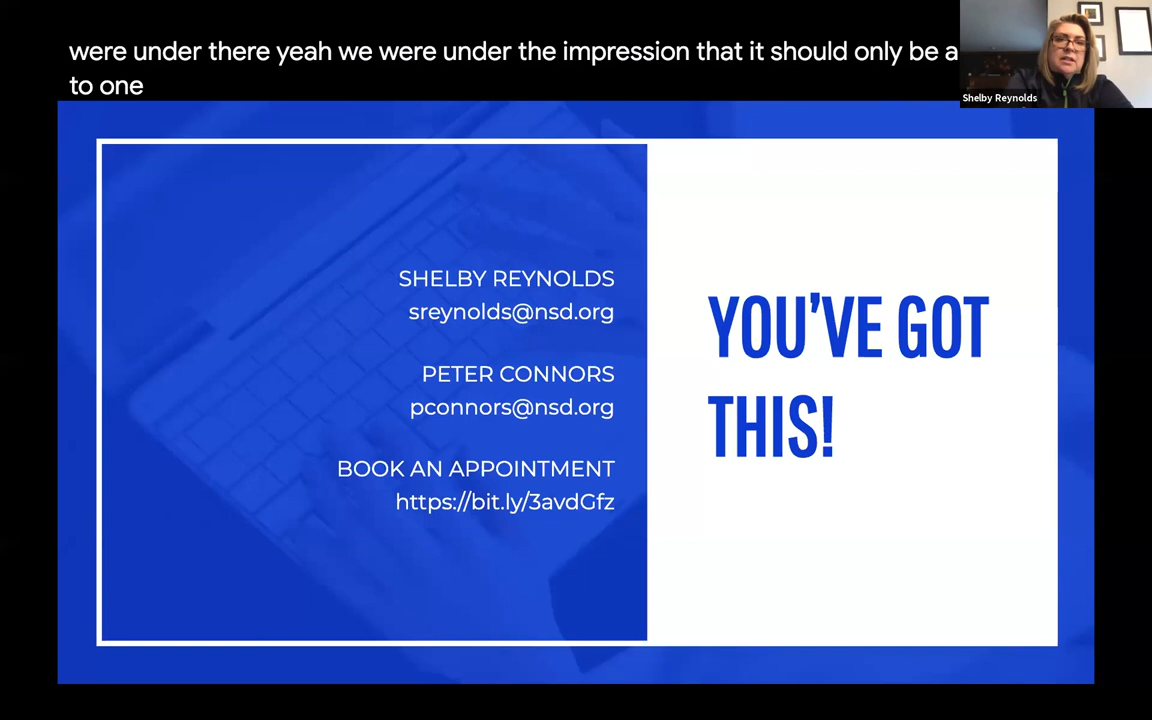 were under there yeah we were under the impression that it should only be a
to one
Shelby Reynolds
SHELBY REYNOLDS
sreynolds@nsd.org
PETER CONNORS
pconnors@nsd.org
BOOK AN APPOINTMENT
https://bit.ly/3avdGfz
YOU'VE GOT
THIS!